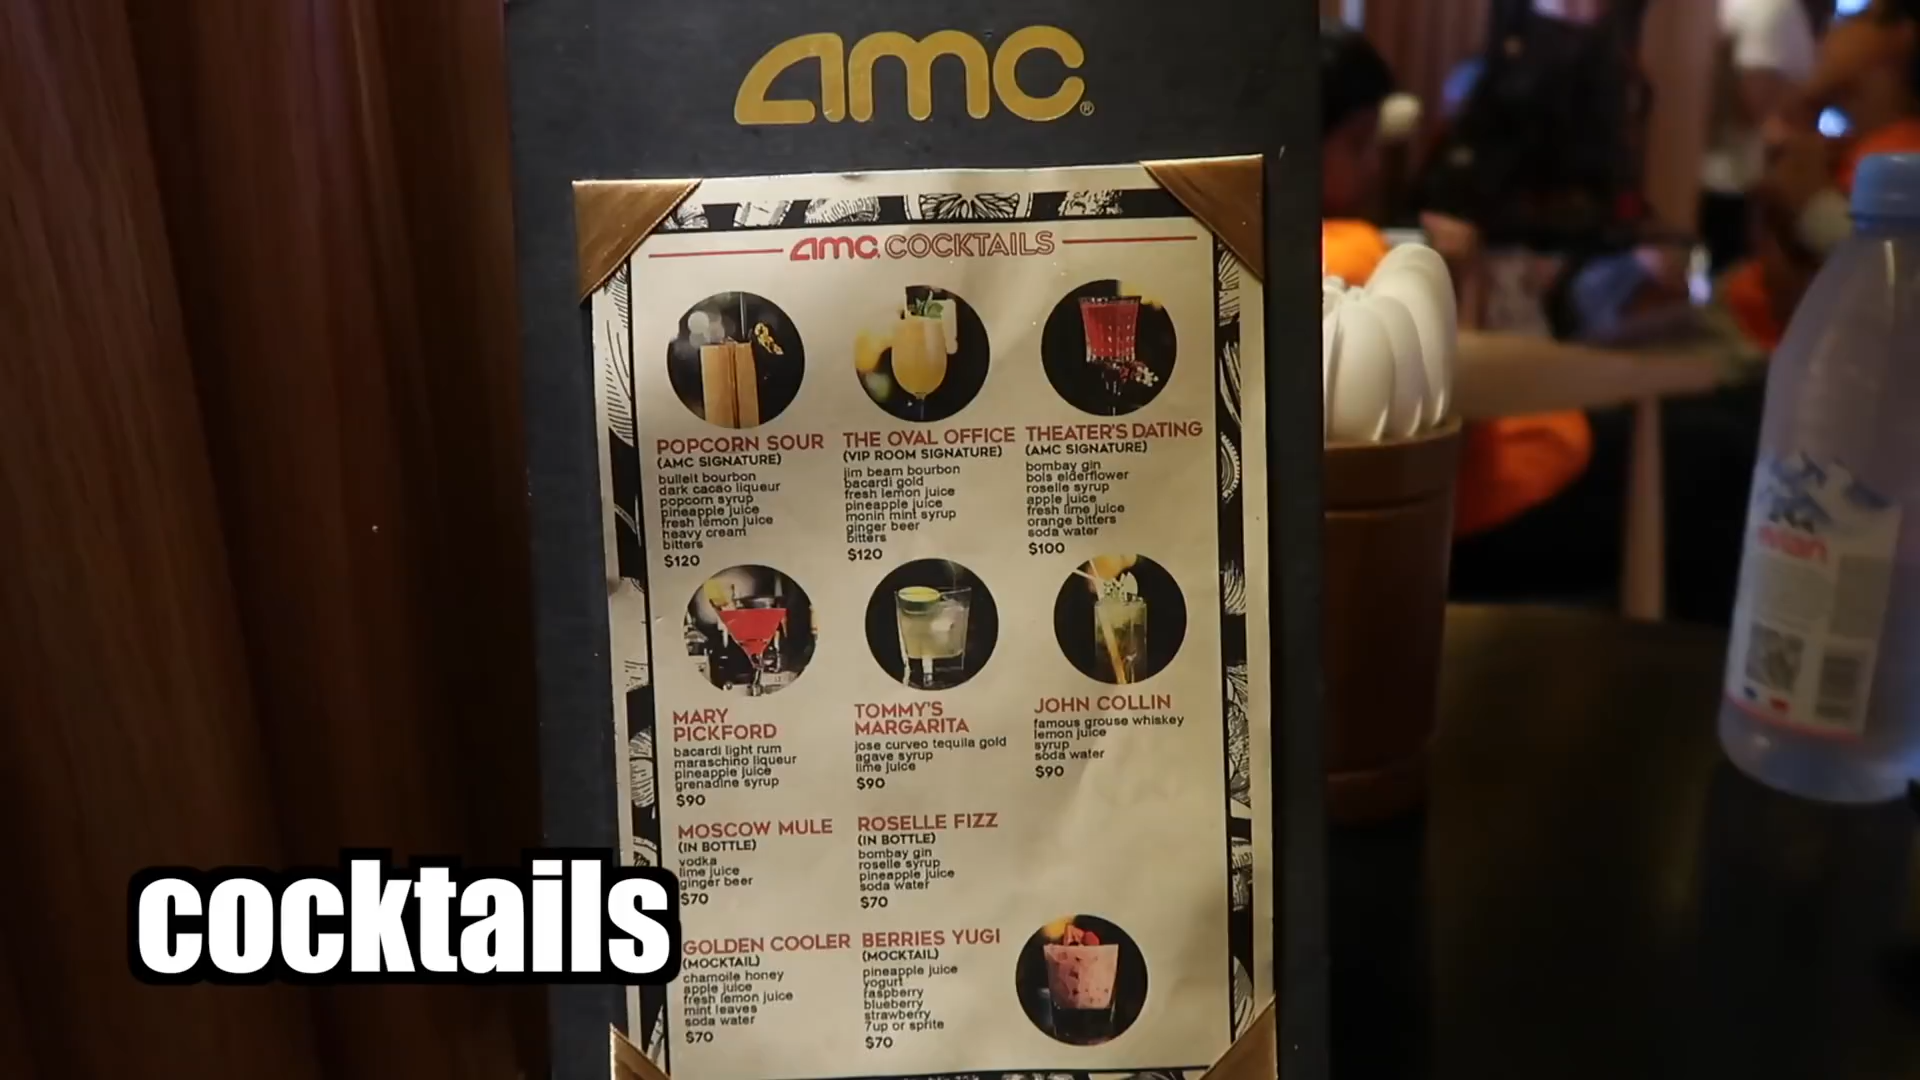 amc®
amc COCKTAILS
POPCORN SOUR
(AMC SIGNATURE)
bulleit bourbon
dark cacao liqueur
popcorn syrup
pineapple juice
fresh lemon juice
heavy cream
bitters
$120
THE OVAL OFFICE
(VIP ROOM SIGNATURE)
jim beam bourbon
bacardi gold
fresh lemon juice
pineapple juice
monin mint syrup
ginger beer
bitters
$120
THEATER'S DATING
(AMC SIGNATURE)
bombay gin
bols elderflower
roselle syrup
apple juice
fresh lime juice
orange bitters
soda water
$100
MARY
PICKFORD
bacardi light rum
maraschino liqueur
pineapple juice
grenadine syrup
$90
TOMMY'S
MARGARITA
jose curveo tequila gold
agave syrup
lime juice
$90
JOHN COLLIN
famous grouse whiskey
lemon juice
syrup
soda water
$90
MOSCOW MULE
(IN BOTTLE)
vodka
lime juice
ginger beer
$70
ROSELLE FIZZ
(IN BOTTLE)
bombay gin
roselle syrup
pineapple juice
soda water
$70
GOLDEN COOLER
(MOCKTAIL)
chamoile honey
apple juice
fresh lemon juice
mint leaves
soda water
$70
BERRIES YUGI
(MOCKTAIL)
pineapple juice
yogurt
raspberry
blueberry
strawberry
7up or sprite
$70
cocktails
evian